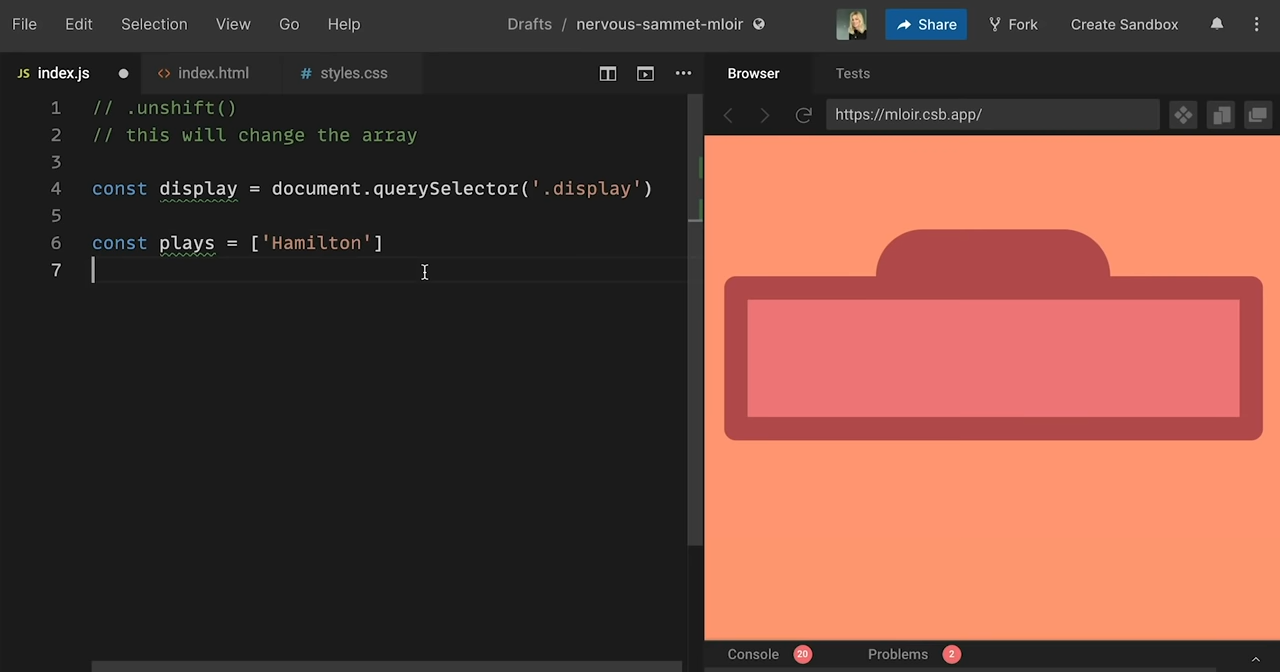 File Edit Selection View Go Help Drafts / nervous-sammet-mloir Share Fork Create Sandbox
JS index.js <> index.html # styles.css Browser Tests
https://mloir.csb.app/
1 // .unshift()
2 // this will change the array
3
4 const display = document.querySelector('.display')
5
6 const plays = ['Hamilton']
7
Console 20 Problems 2